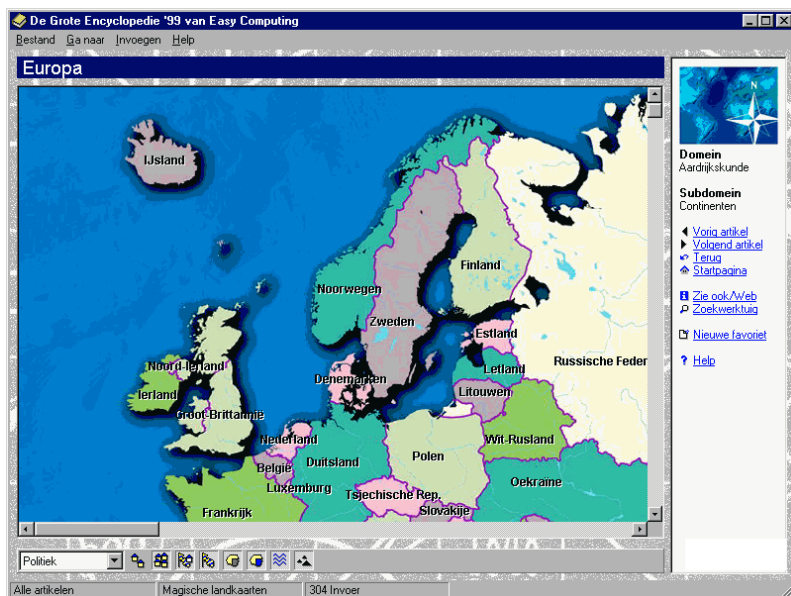 De Grote Encyclopedie '99 van Easy Computing
Bestand Ga naar Invoegen Help
Europa
IJsland
Noorwegen
Finland
Zweden
Estland
Russische Feder
Letland
Noord-Ierland
Denemarken
Litouwen
Ierland
Groot-Brittannië
Nederland
Wit-Rusland
België
Duitsland
Polen
Luxemburg
Oekraïne
Tsjechische Rep.
Slovakije
Frankrijk
N
Domein
Aardrijkskunde
Subdomein
Continenten
Vorig artikel
Volgend artikel
Terug
Startpagina
Zie ook/Web
Zoekwerktuig
Nieuwe favoriet
? Help
Politiek
Alle artikelen
Magische landkaarten
304 Invoer